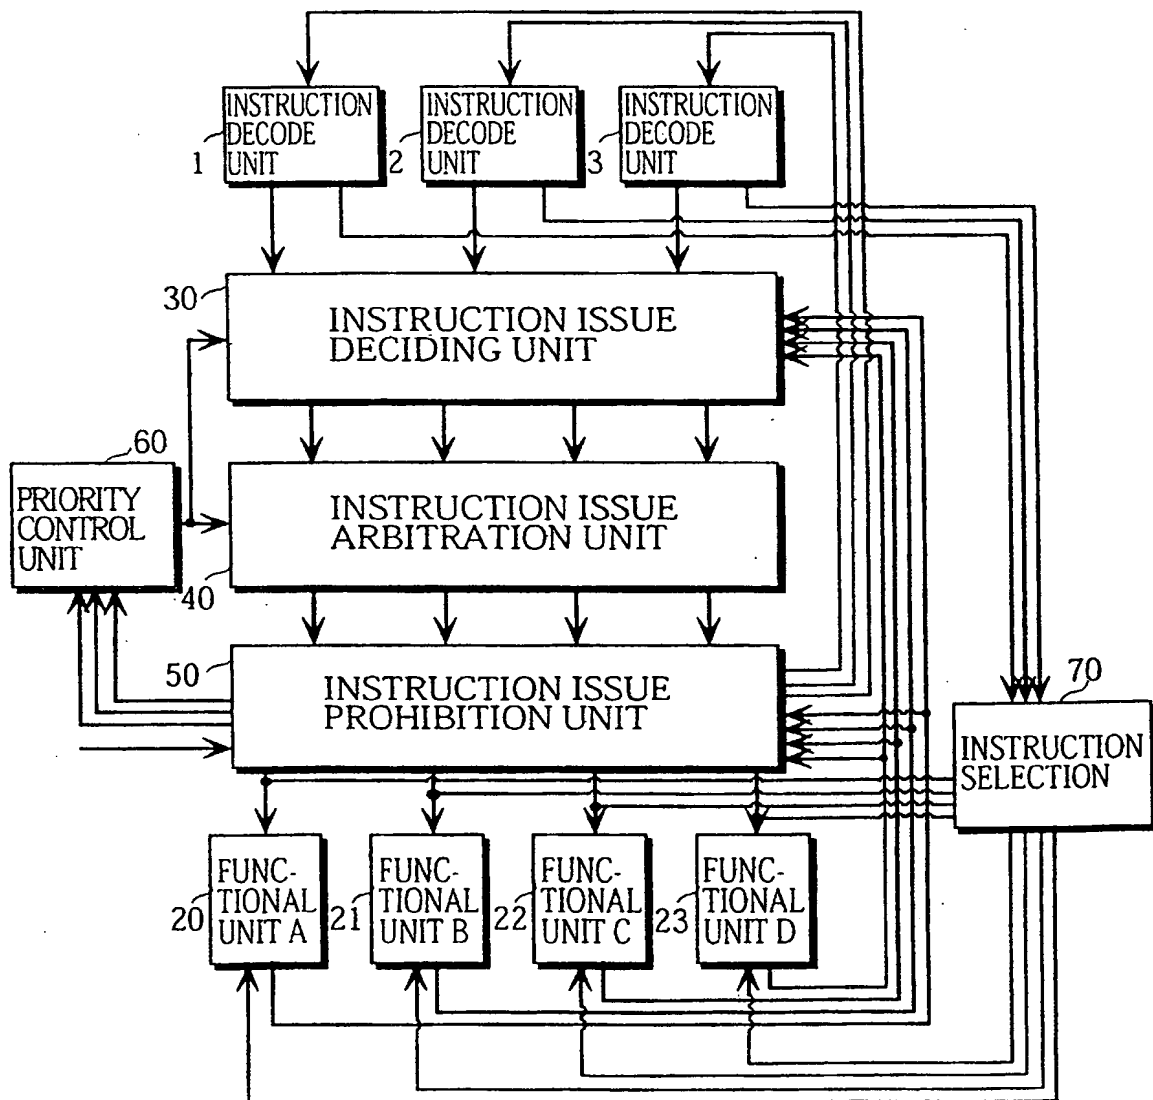 INSTRUCTION
DECODE
UNIT
1
INSTRUCTION
DECODE
UNIT
2
INSTRUCTION
DECODE
UNIT
3
30
INSTRUCTION ISSUE
DECIDING UNIT
60
PRIORITY
CONTROL
UNIT
INSTRUCTION ISSUE
ARBITRATION UNIT
40
50
INSTRUCTION ISSUE
PROHIBITION UNIT
70
INSTRUCTION
SELECTION
FUNC-
TIONAL
UNIT A
20
FUNC-
TIONAL
UNIT B
21
FUNC-
TIONAL
UNIT C
22
FUNC-
TIONAL
UNIT D
23